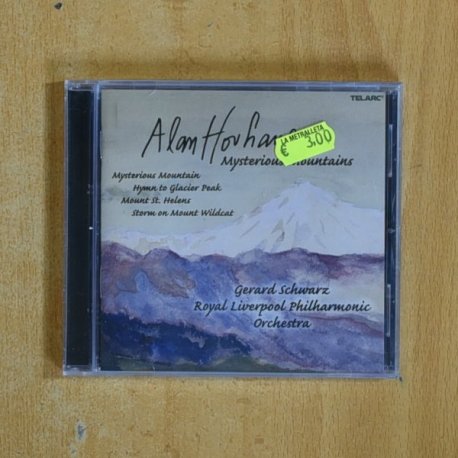 TELARC
Alan Hovhan
LA METRALLETA
€ 3,00
Mysterious Mountains
Mysterious Mountain
Hymn to Glacier Peak
Mount St. Helens
Storm on Mount Wildcat
Gerard Schwarz
Royal Liverpool Philharmonic
Orchestra